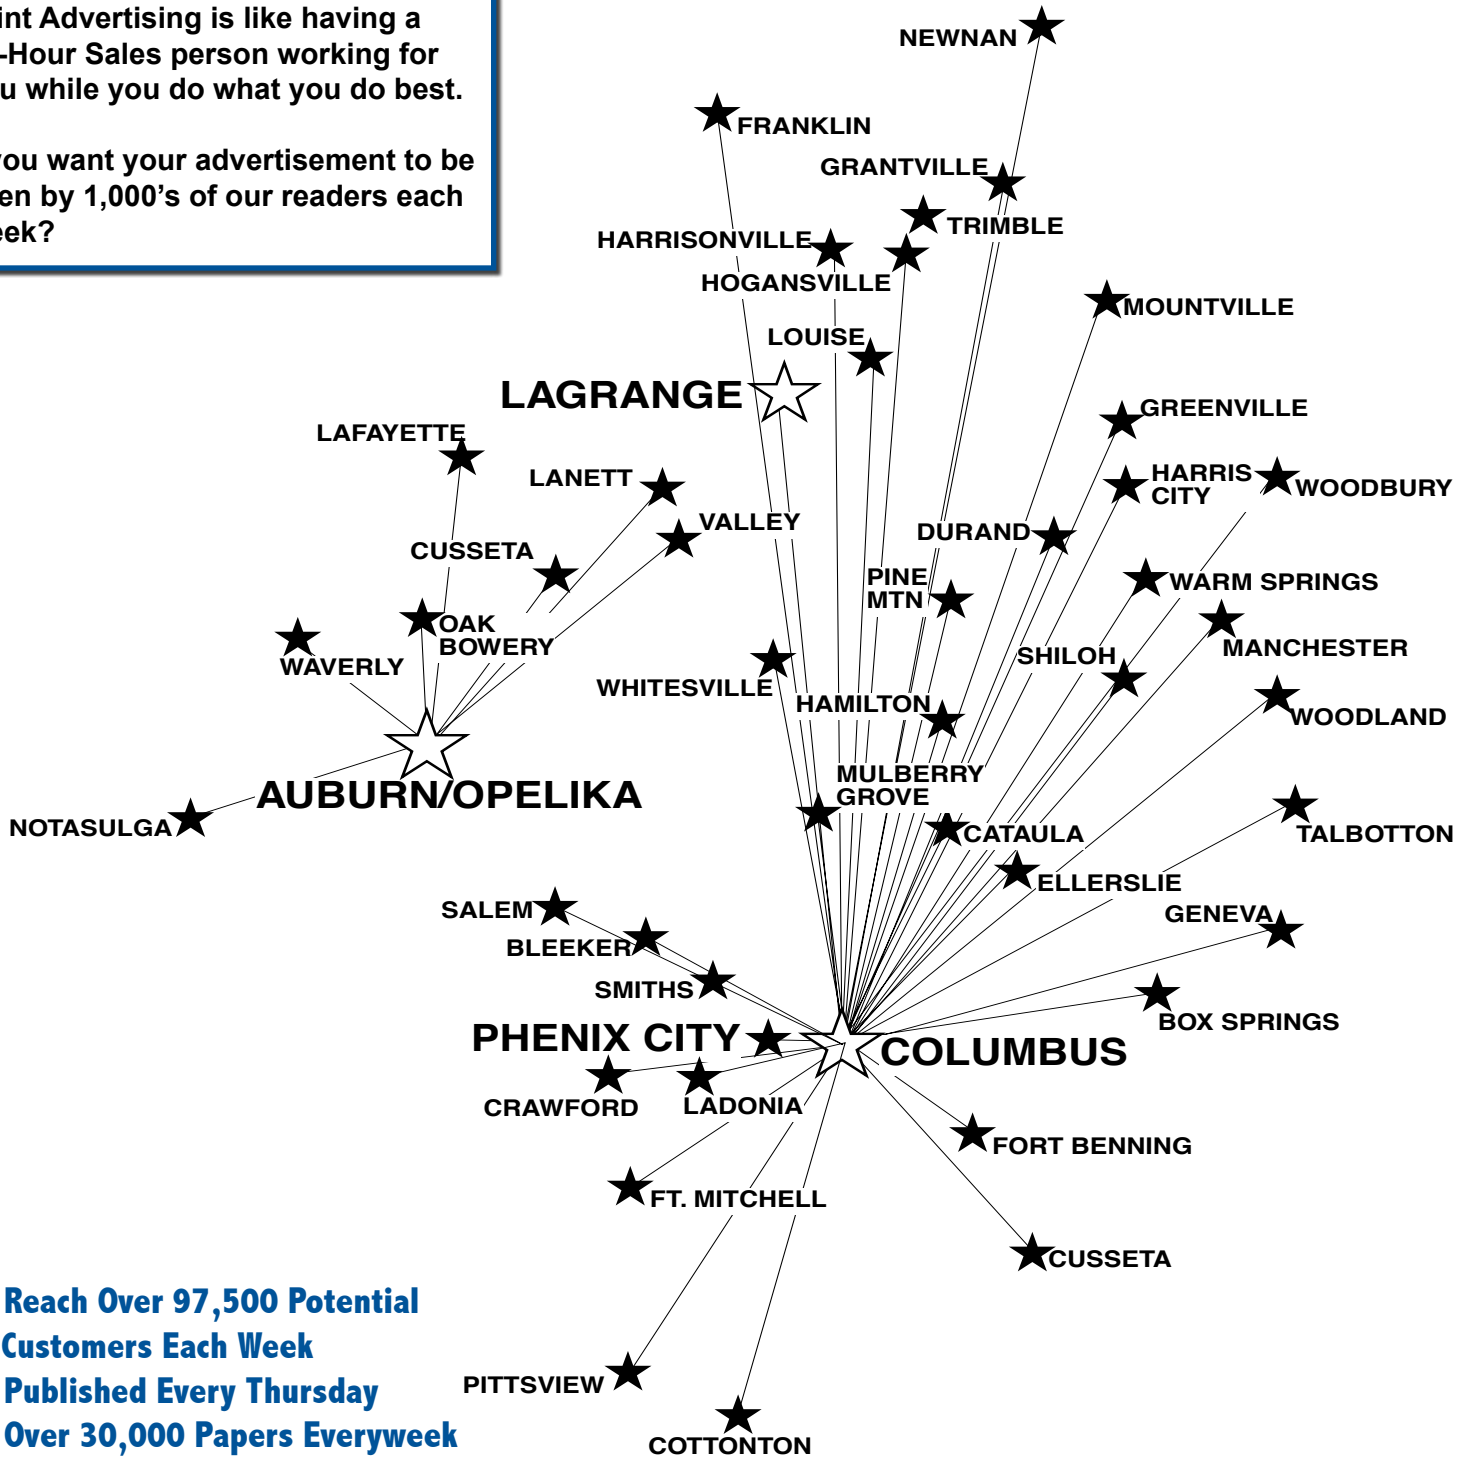 int Advertising is like having a
-Hour Sales person working for
u while you do what you do best.
you want your advertisement to be
en by 1,000’s of our readers each
eek?
NEWNAN
FRANKLIN
GRANTVILLE
TRIMBLE
HARRISONVILLE
HOGANSVILLE
MOUNTVILLE
LOUISE
LAGRANGE
GREENVILLE
LAFAYETTE
LANETT
HARRIS
CITY
WOODBURY
VALLEY
DURAND
CUSSETA
PINE
MTN
WARM SPRINGS
OAK
BOWERY
WAVERLY
SHILOH
MANCHESTER
WHITESVILLE
HAMILTON
WOODLAND
MULBERRY
GROVE
AUBURN/OPELIKA
NOTASULGA
CATAULA
TALBOTTON
ELLERSLIE
SALEM
GENEVA
BLEEKER
SMITHS
BOX SPRINGS
PHENIX CITY
COLUMBUS
CRAWFORD
LADONIA
FORT BENNING
FT. MITCHELL
CUSSETA
Reach Over 97,500 Potential
Customers Each Week
Published Every Thursday
Over 30,000 Papers Everyweek
PITTSVIEW
COTTONTON